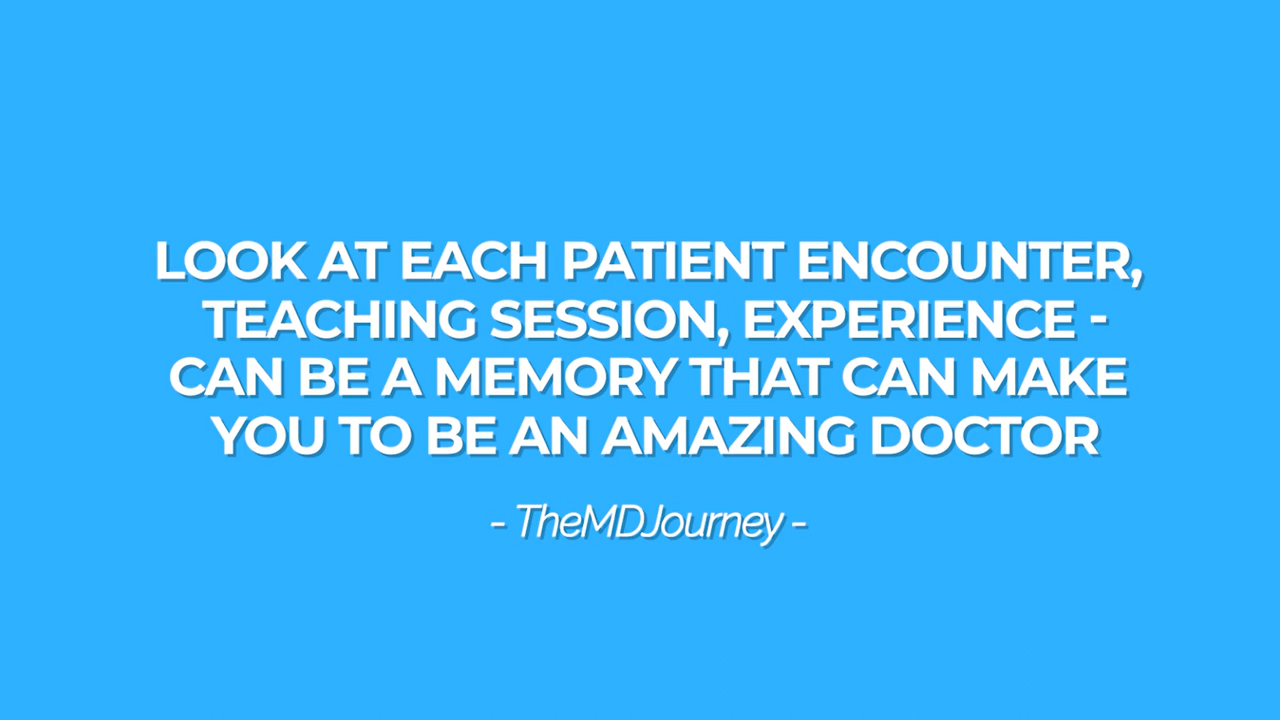 LOOK AT EACH PATIENT ENCOUNTER,
TEACHING SESSION, EXPERIENCE -
CAN BE A MEMORY THAT CAN MAKE
YOU TO BE AN AMAZING DOCTOR
- TheMDJourney -